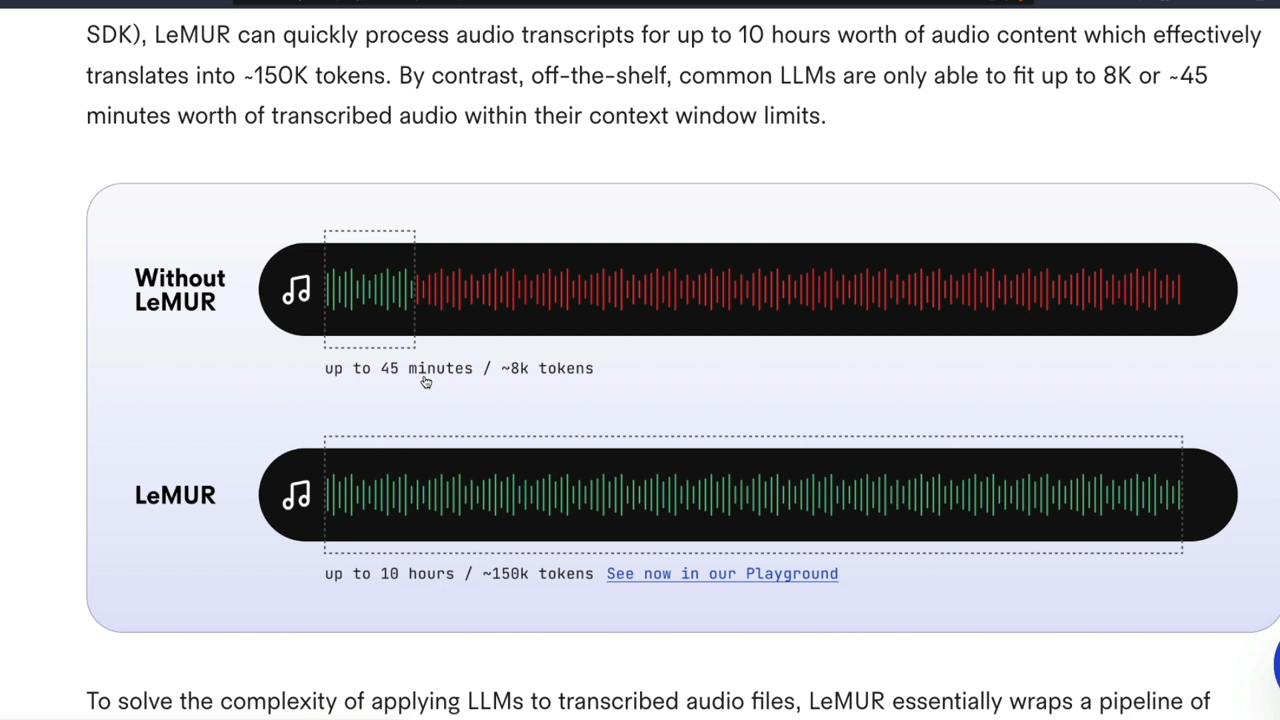 SDK), LeMUR can quickly process audio transcripts for up to 10 hours worth of audio content which effectively
translates into ~150K tokens. By contrast, off-the-shelf, common LLMs are only able to fit up to 8K or ~45
minutes worth of transcribed audio within their context window limits.
Without
LeMUR
up to 45 minutes / ~8k tokens
LeMUR
up to 10 hours / ~150k tokens See now in our Playground
To solve the complexity of applying LLMs to transcribed audio files, LeMUR essentially wraps a pipeline of